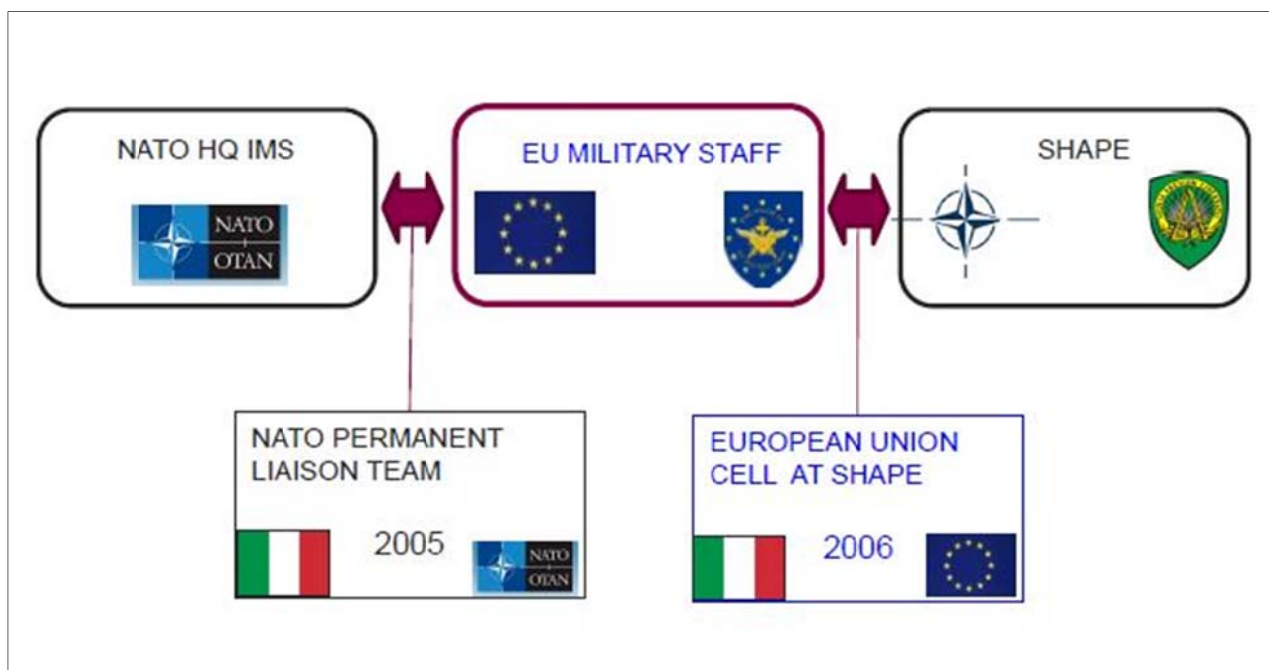 NATO HQ IMS
NATO
OTAN
EU MILITARY STAFF
SHAPE
NATO PERMANENT
LIAISON TEAM
2005
NATO
OTAN
EUROPEAN UNION
CELL AT SHAPE
2006